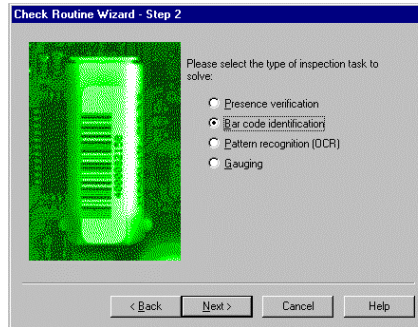 Check Routine Wizard - Step 2
Please select the type of inspection task to
solve:
Presence verification
Bar code identification
Pattern recognition (OCR)
Gauging
< Back
Next >
Cancel
Help